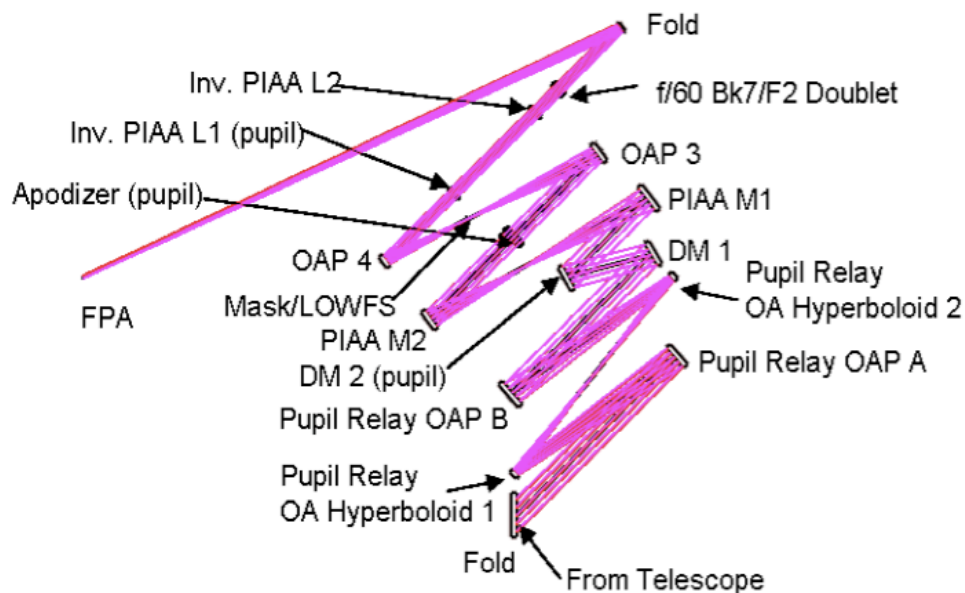 Fold
Inv. PIAA L2
f/60 Bk7/F2 Doublet
Inv. PIAA L1 (pupil)
OAP 3
Apodizer (pupil)
PIAA M1
OAP 4
DM 1
Pupil Relay
OA Hyperboloid 2
FPA
Mask/LOWFS
PIAA M2
DM 2 (pupil)
Pupil Relay OAP A
Pupil Relay OAP B
Pupil Relay
OA Hyperboloid 1
Fold
From Telescope